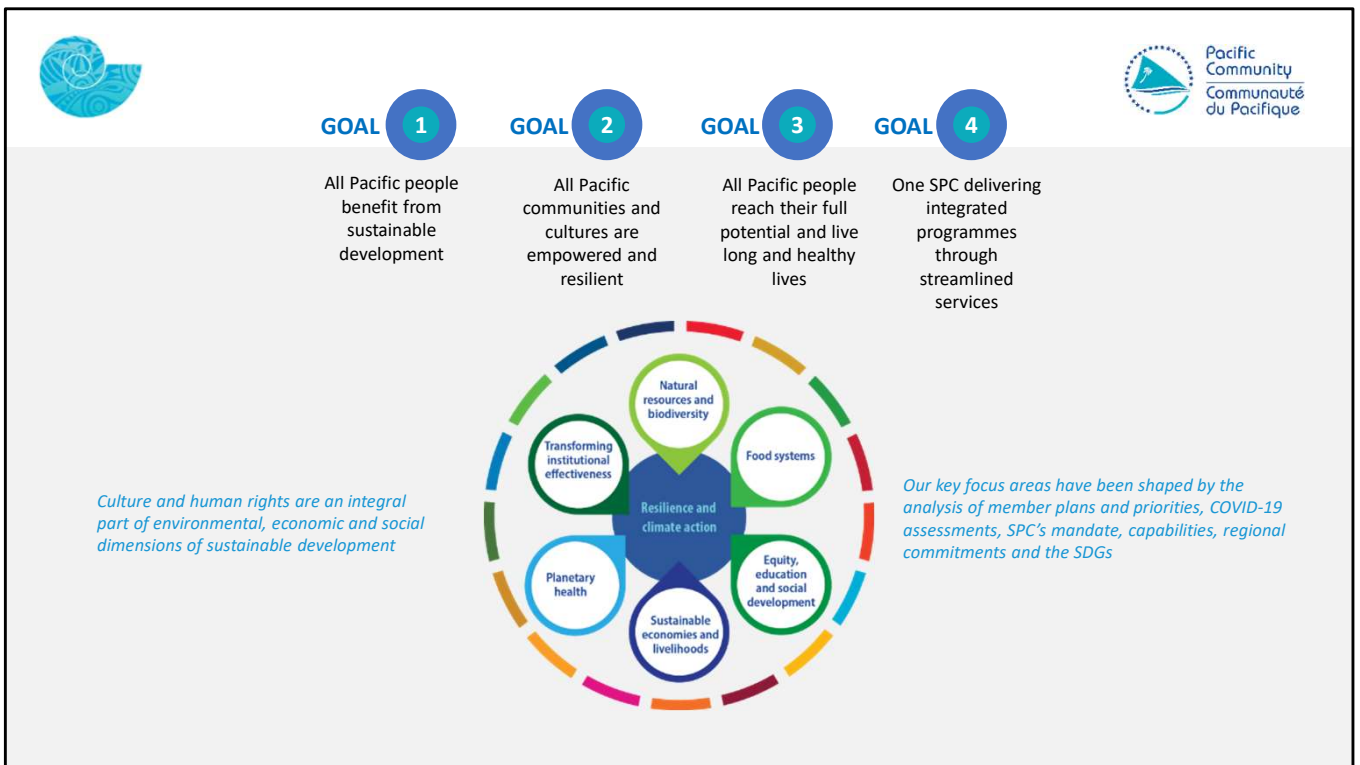 Pacific
Community
Communauté
du Pacifique
GOAL 1
GOAL 2
GOAL 3
GOAL 4
All Pacific people
benefit from
sustainable
development
All Pacific
communities and
cultures are
empowered and
resilient
All Pacific people
reach their full
potential and live
long and healthy
lives
One SPC delivering
integrated
programmes
through
streamlined
services
Natural
resources and
biodiversity
Transforming
institutional
effectiveness
Food systems
Resilience and
climate action
Planetary
health
Equity,
education
and social
development
Sustainable
economies and
livelihoods
Culture and human rights are an integral
part of environmental, economic and social
dimensions of sustainable development
Our key focus areas have been shaped by the
analysis of member plans and priorities, COVID-19
assessments, SPC’s mandate, capabilities, regional
commitments and the SDGs